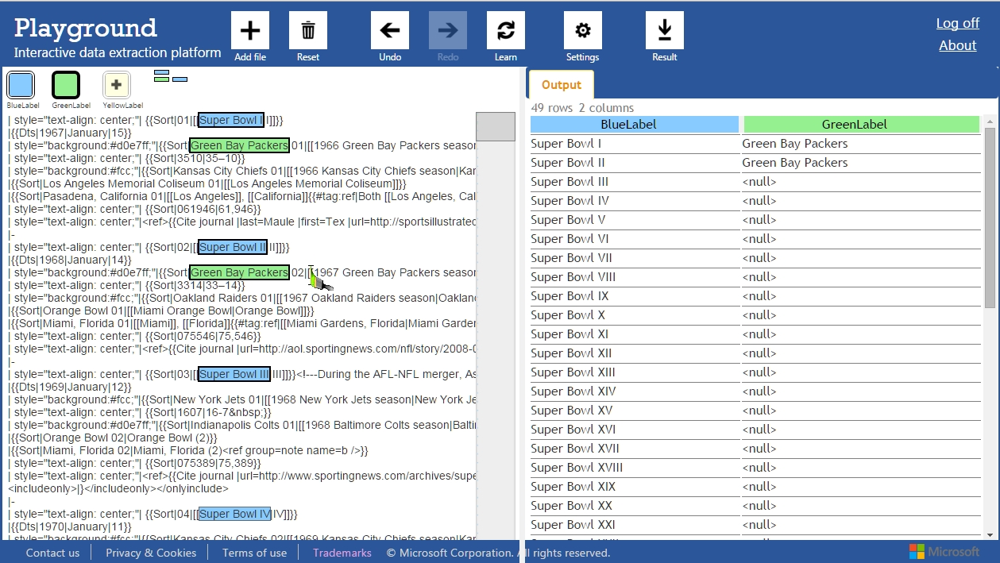 Playground
Interactive data extraction platform
Add file
Reset
Undo
Redo
Learn
Settings
Result
Log off
About
BlueLabel
GreenLabel
YellowLabel
| style="text-align: center;"| {{Sort|01|[[Super Bowl I|I]]}}
|{{Dts|1967|January|15}}
| style="background:#d0e7ff;"|{{Sort|Green Bay Packers 01|[[1966 Green Bay Packers seasor
| style="text-align: center;"| {{Sort|3510|35–10}}
| style="background:#fcc;"|{{Sort|Kansas City Chiefs 01|[[1966 Kansas City Chiefs season|Kar
|{{Sort|Los Angeles Memorial Coliseum 01|[[Los Angeles Memorial Coliseum]]}}
|{{Sort|Pasadena, California 01|[[Los Angeles]], [[California]]{{#tag:ref|Both [[Los Angeles, Cal
| style="text-align: center;"| {{Sort|061946|61,946}}
| style="text-align: center;"|<ref>{{Cite journal |last=Maule |first=Tex |url=http://sportsillustratec
|-
| style="text-align: center;"| {{Sort|02|[[Super Bowl II|II]]}}
|{{Dts|1968|January|14}}
| style="background:#d0e7ff;"|{{Sort|Green Bay Packers 02|[[1967 Green Bay Packers seasor
| style="text-align: center;"| {{Sort|3314|33–14}}
| style="background:#fcc;"|{{Sort|Oakland Raiders 01|[[1967 Oakland Raiders season|Oaklan
|{{Sort|Orange Bowl 01|[[Miami Orange Bowl|Orange Bowl]]}}
|{{Sort|Miami, Florida 01|[[Miami]], [[Florida]]{{#tag:ref|[[Miami Gardens, Florida|Miami Garder
| style="text-align: center;"| {{Sort|075546|75,546}}
| style="text-align: center;"|<ref>{{Cite journal |url=http://aol.sportingnews.com/nfl/story/2008-0
|-
| style="text-align: center;"| {{Sort|03|[[Super Bowl III|III]]}}<!---During the AFL-NFL merger, As
|{{Dts|1969|January|12}}
| style="background:#fcc;"|{{Sort|New York Jets 01|[[1968 New York Jets season|New York Je
| style="text-align: center;"| {{Sort|1607|16-7&nbsp;}}
| style="background:#d0e7ff;"|{{Sort|Indianapolis Colts 01|[[1968 Baltimore Colts season|Balti
|{{Sort|Orange Bowl 02|Orange Bowl (2)}}
|{{Sort|Miami, Florida 02|Miami, Florida (2)<ref group=note name=b />}}
| style="text-align: center;"| {{Sort|075389|75,389}}
| style="text-align: center;"|<ref>{{Cite journal |url=http://www.sportingnews.com/archives/supe
<includeonly>|}</includeonly></onlyinclude>
|-
| style="text-align: center;"| {{Sort|04|[[Super Bowl IV|IV]]}}
|{{Dts|1970|January|11}}
| style="background:#fcc;"|{{Sort|Kansas City Chiefs 02|[[1969 Kansas City Chiefs season|Kar
Output
49 rows 2 columns
BlueLabel GreenLabel
Super Bowl I Green Bay Packers
Super Bowl II Green Bay Packers
Super Bowl III <null>
Super Bowl IV <null>
Super Bowl V <null>
Super Bowl VI <null>
Super Bowl VII <null>
Super Bowl VIII <null>
Super Bowl IX <null>
Super Bowl X <null>
Super Bowl XI <null>
Super Bowl XII <null>
Super Bowl XIII <null>
Super Bowl XIV <null>
Super Bowl XV <null>
Super Bowl XVI <null>
Super Bowl XVII <null>
Super Bowl XVIII <null>
Super Bowl XIX <null>
Super Bowl XX <null>
Super Bowl XXI <null>
Contact us
Privacy & Cookies
Terms of use
Trademarks
© Microsoft Corporation. All rights reserved.
Microsoft